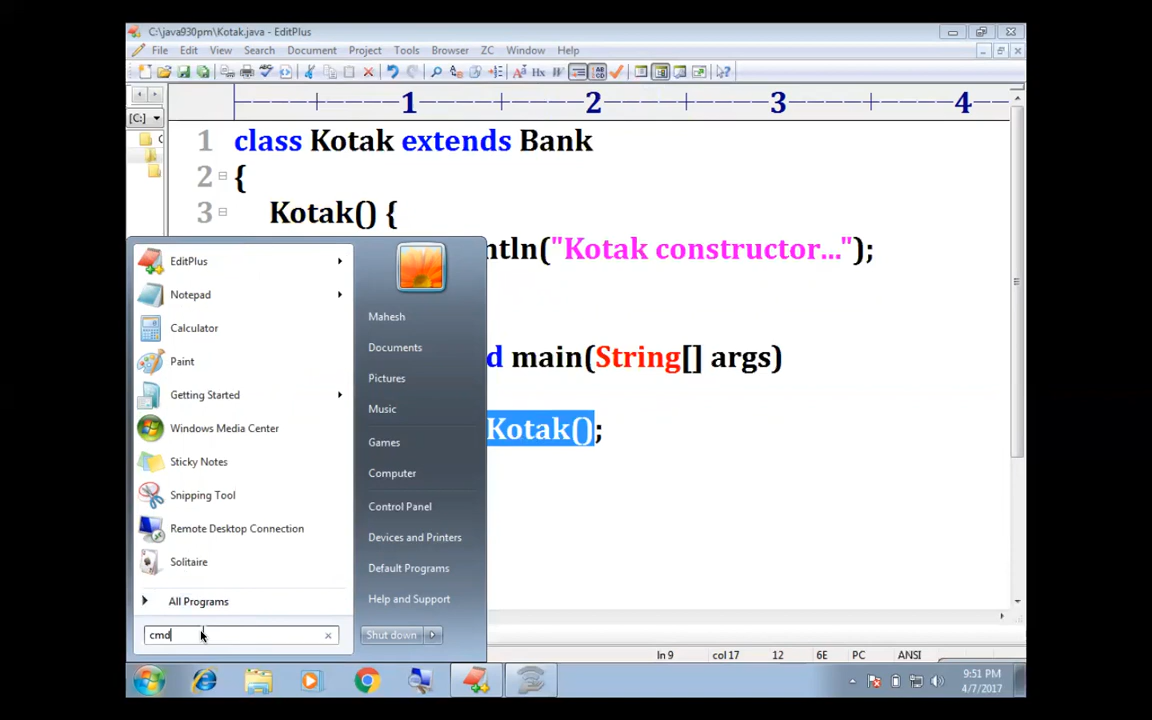 C:\java930pm\Kotak.java - EditPlus
File Edit View Search Document Project Tools Browser ZC Window Help
1 2 3 4
[C:]
1 class Kotak extends Bank
2 {
3 Kotak() {
ntln("Kotak constructor...");
d main(String[] args)
Kotak();
EditPlus
Notepad
Calculator
Paint
Getting Started
Windows Media Center
Sticky Notes
Snipping Tool
Remote Desktop Connection
Solitaire
All Programs
cmd
Mahesh
Documents
Pictures
Music
Games
Computer
Control Panel
Devices and Printers
Default Programs
Help and Support
Shut down
ln 9 col 17 12 6E PC ANSI
9:51 PM
4/7/2017